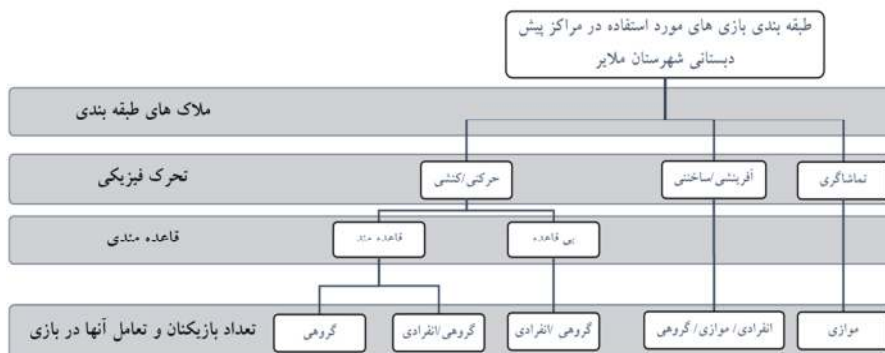 طبقه بندی بازی های مورد استفاده در مراکز پیش
دبستانی شهرستان ملایر
ملاک های طبقه بندی
تحرک فیزیکی
تماشاگری
آفرینشی/ساختنی
حرکتی/کنشی
قاعده مندی
بی قاعده
قاعده مند
تعداد بازیکنان و تعامل آنها در بازی
موازی
انفرادی/ موازی/ گروهی
گروهی /انفرادی
گروهی/انفرادی
گروهی